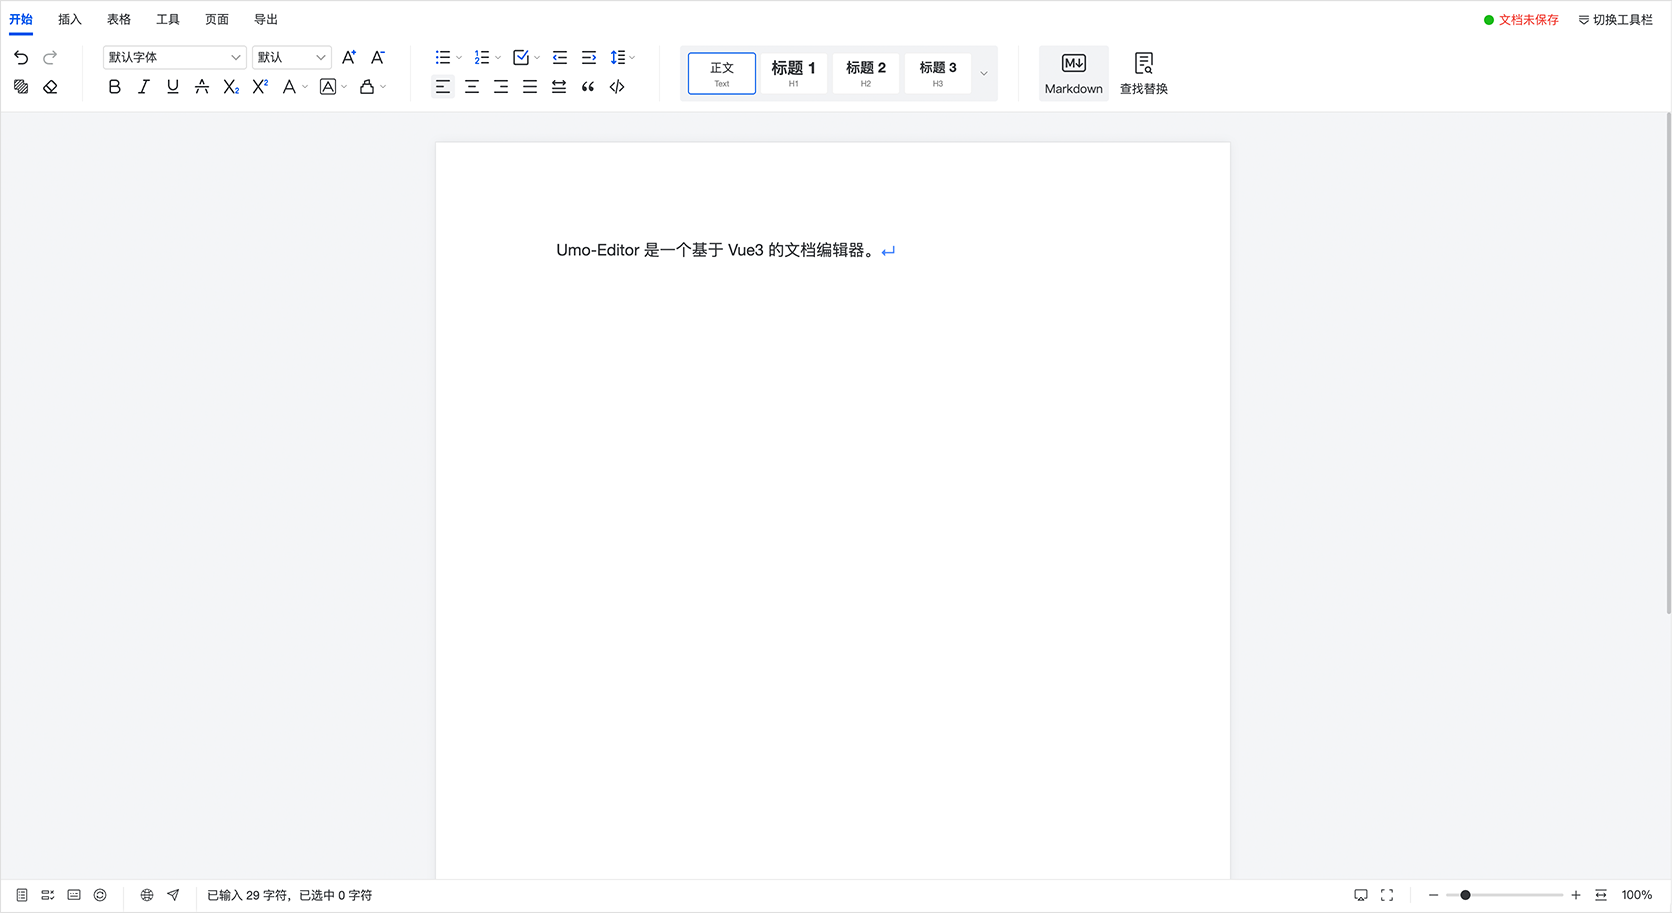 开始 插入 表格 工具 页面 导出 文档未保存 切换工具栏
默认字体 默认
正文 标题 1 标题 2 标题 3
Text H1 H2 H3
Markdown 查找替换
Umo-Editor 是一个基于 Vue3 的文档编辑器。
已输入 29 字符，已选中 0 字符 100%